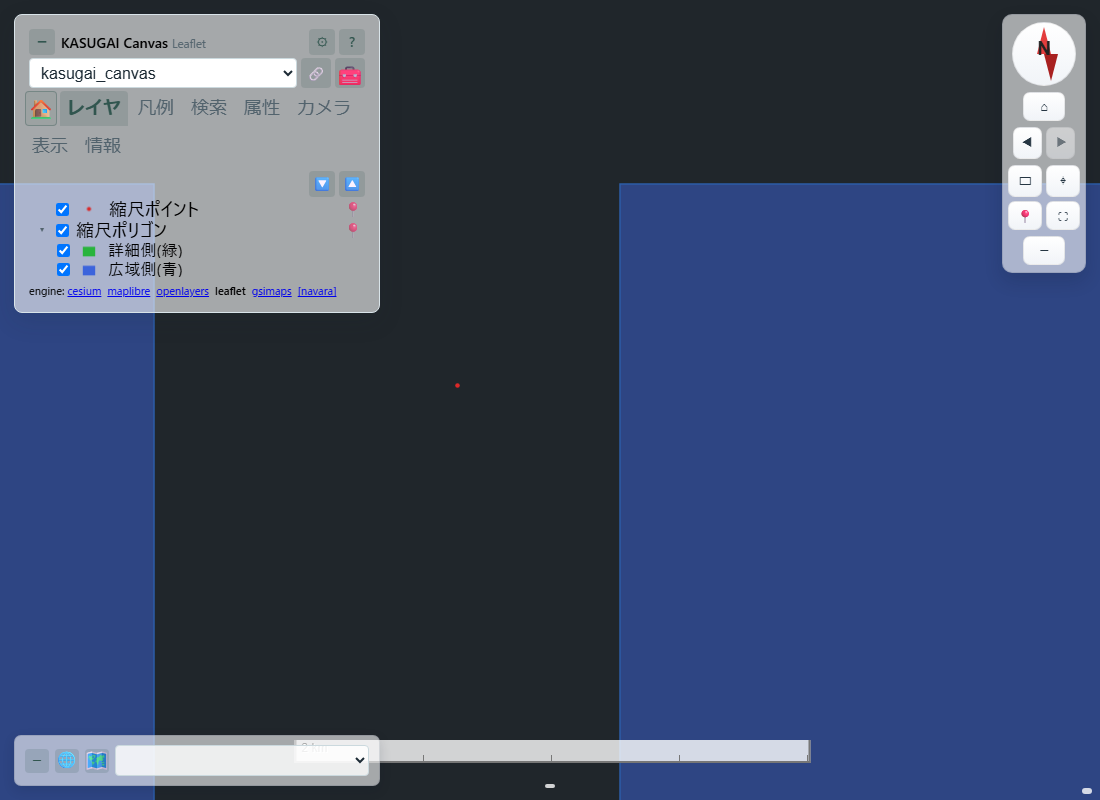 KASUGAI Canvas Leaflet
?
kasugai_canvas
レイヤ 凡例 検索 属性 カメラ
表示 情報
縮尺ポイント
縮尺ポリゴン
詳細側(緑)
広域側(青)
engine: cesium maplibre openlayers leaflet gsimaps [navara]
N